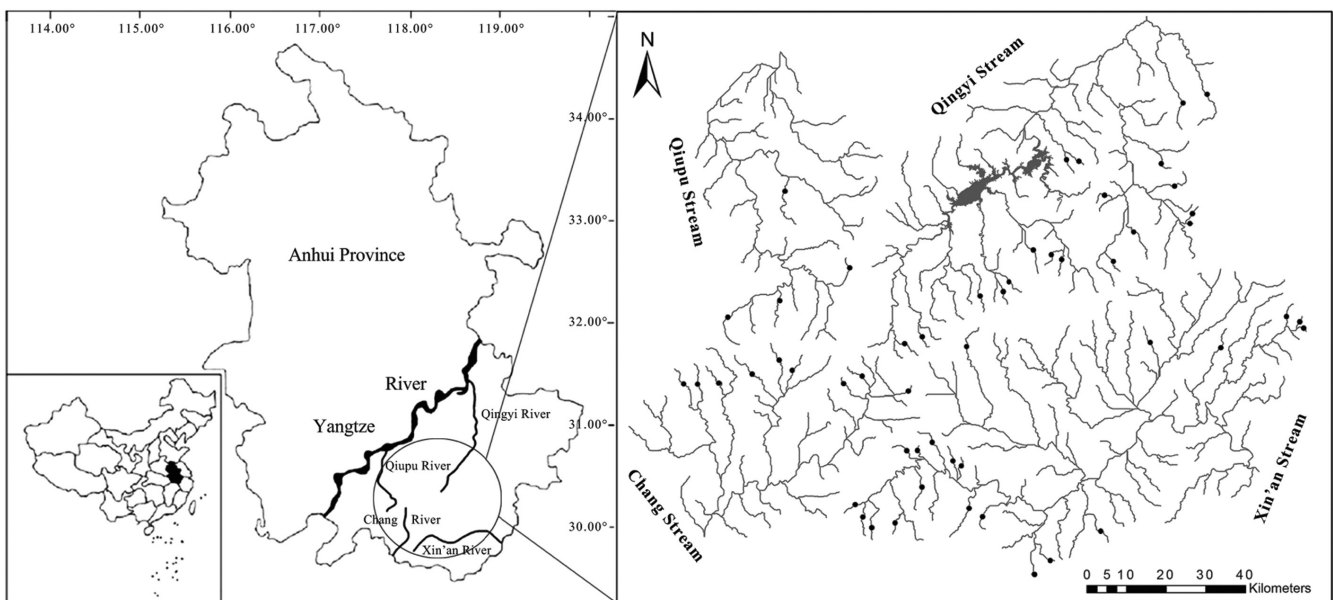 114.00° 115.00° 116.00° 117.00° 118.00° 119.00°
34.00°
33.00°
32.00°
31.00°
30.00°
Anhui Province
River
Yangtze
Qingyi River
Qiupu River
Chang River
Xin'an River
N
Qingyi Stream
Qiupu Stream
Chang Stream
Xin'an Stream
0 5 10 20 30 40
Kilometers